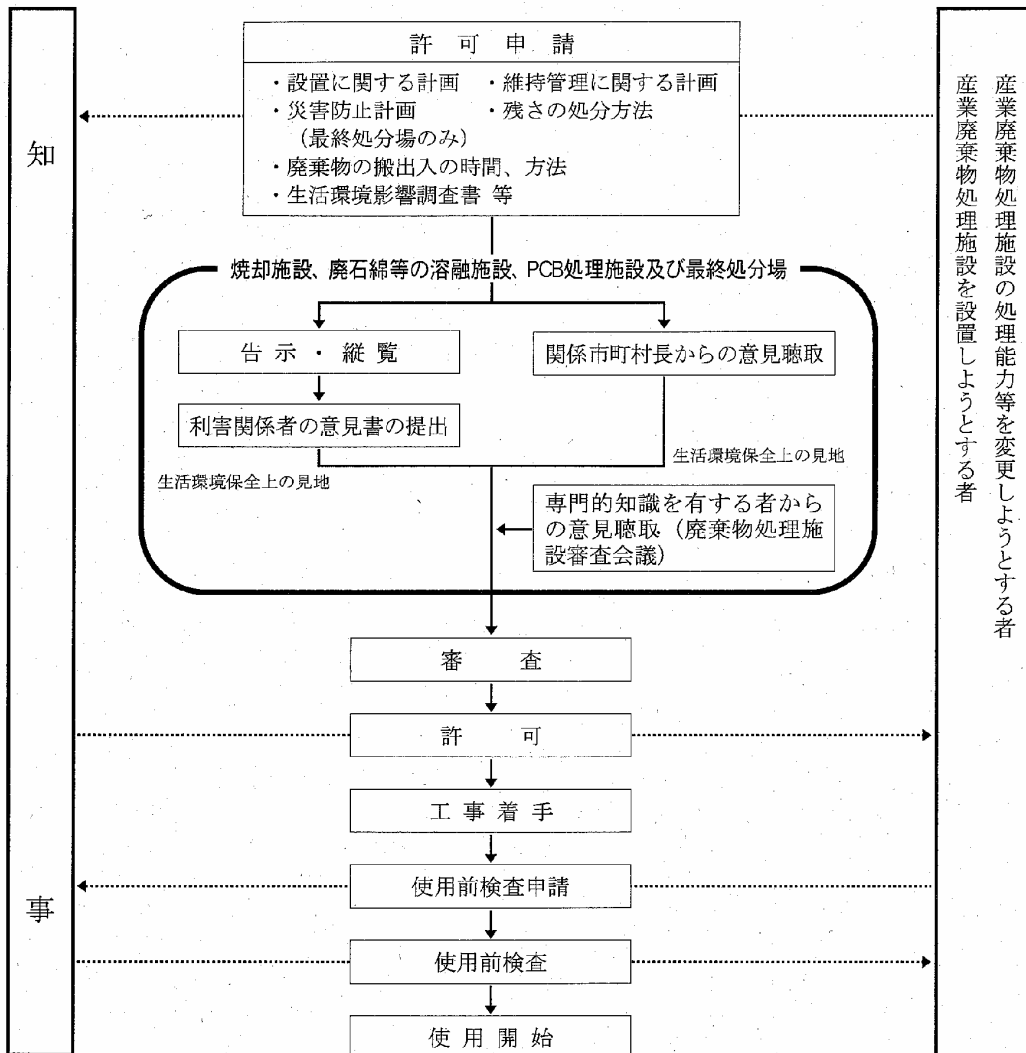 許可申請
・設置に関する計画 ・維持管理に関する計画
・災害防止計画 ・残さの処分方法
（最終処分場のみ）
・廃棄物の搬出入の時間、方法
・生活環境影響調査書 等
焼却施設、廃石綿等の溶融施設、PCB処理施設及び最終処分場
告示・縦覧
関係市町村長からの意見聴取
利害関係者の意見書の提出
生活環境保全上の見地
生活環境保全上の見地
専門的知識を有する者から
の意見聴取（廃棄物処理施
設審査会議）
審査
許可
工事着手
使用前検査申請
使用前検査
使用開始
知事
産業廃棄物処理施設の処理能力等を変更しようとする者
産業廃棄物処理施設を設置しようとする者